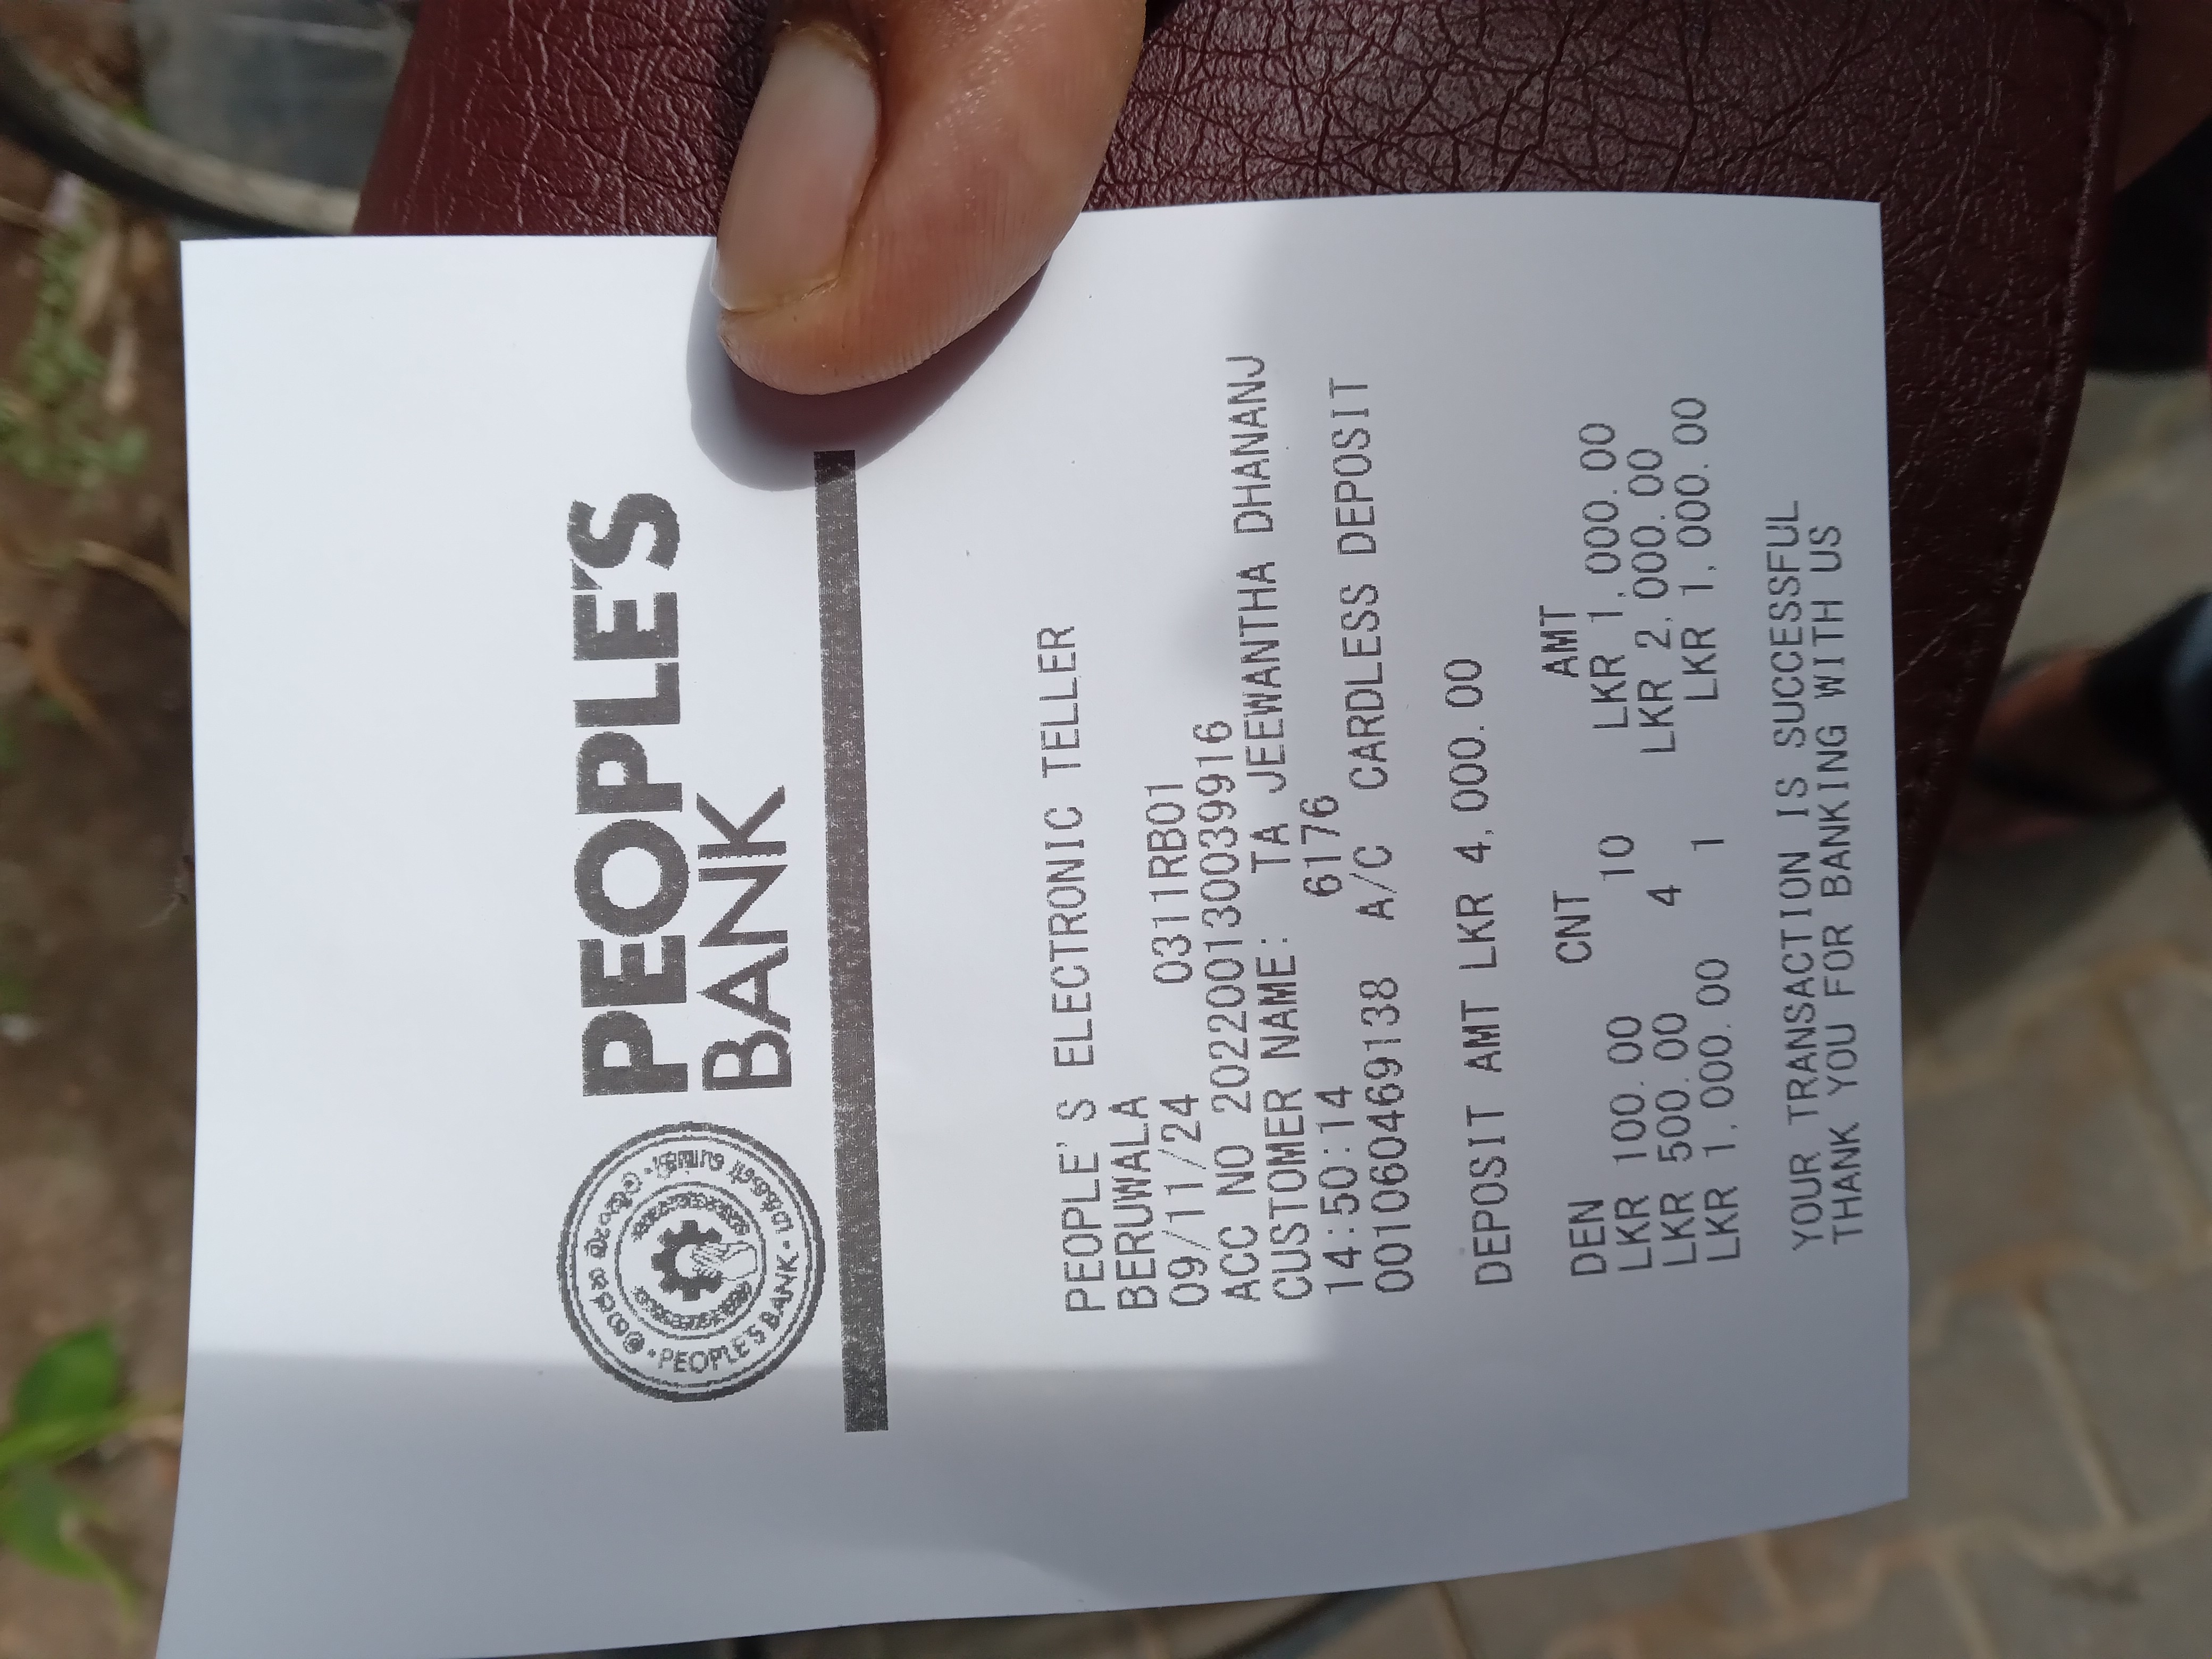 PEOPLE'S
BANK
PEOPLE'S BANK
PEOPLE'S ELECTRONIC TELLER
BERUWALA
09/11/24 0311RB01
ACC NO 202200130039916
CUSTOMER NAME: TA JEEWANTHA DHANANJ
14:50:14 6176
001060469138 A/C CARDLESS DEPOSIT
DEPOSIT AMT LKR 4,000.00
DEN CNT AMT
LKR 100.00 10 LKR 1,000.00
LKR 500.00 4 LKR 2,000.00
LKR 1,000.00 1 LKR 1,000.00
YOUR TRANSACTION IS SUCCESSFUL
THANK YOU FOR BANKING WITH US